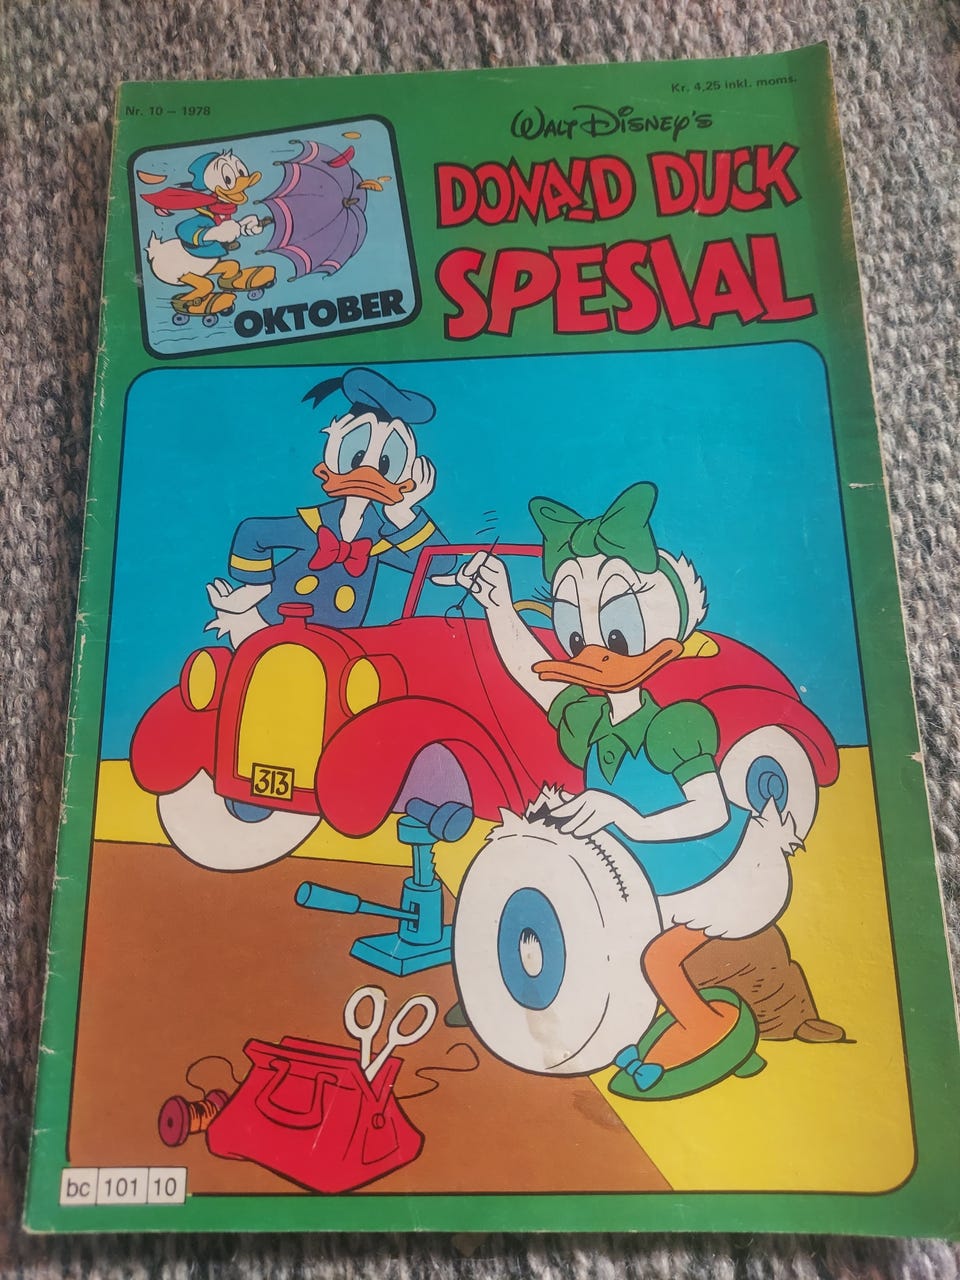 Nr. 10 – 1978
Kr. 4,25 inkl. moms.
WALT DISNEY'S
DONALD DUCK
SPESIAL
OKTOBER
313
bc 101 10